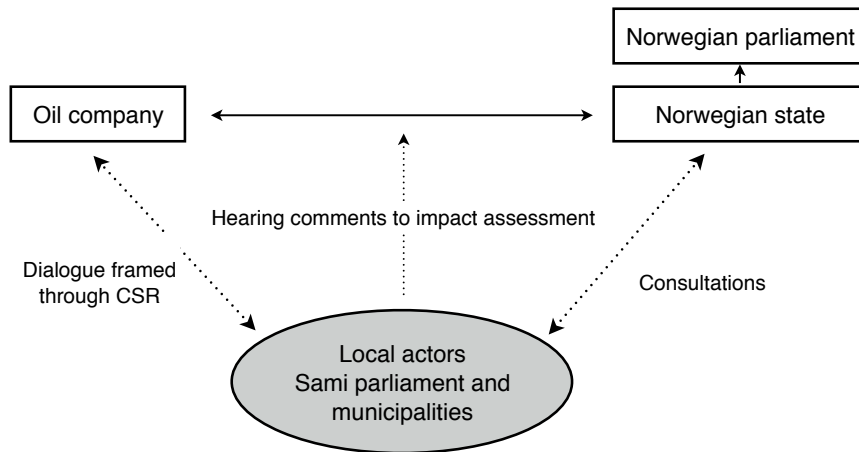 Norwegian parliament
Oil company
Norwegian state
Hearing comments to impact assessment
Dialogue framed
through CSR
Consultations
Local actors
Sami parliament and
municipalities